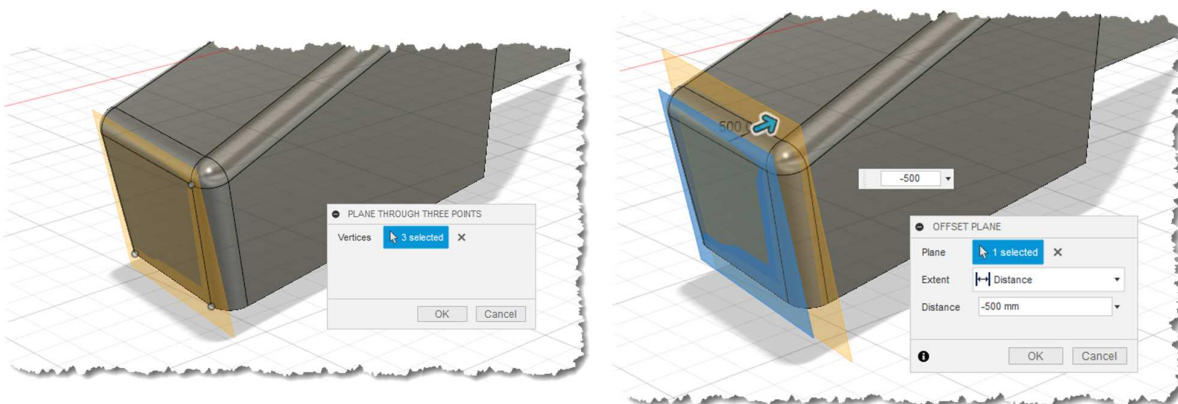 PLANE THROUGH THREE POINTS
Vertices 3 selected
OK Cancel
500
-500
OFFSET PLANE
Plane 1 selected
Extent Distance
Distance -500 mm
OK Cancel